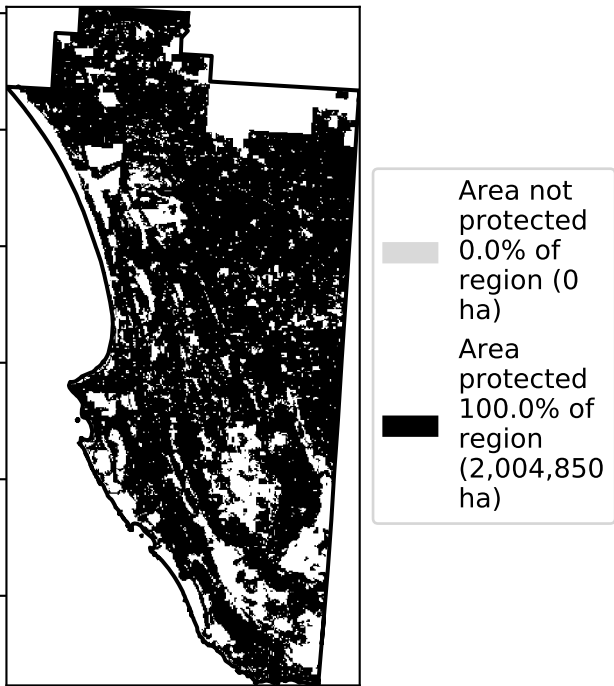 Area not
protected
0.0% of
region (0
ha)
Area
protected
100.0% of
region
(2,004,850
ha)